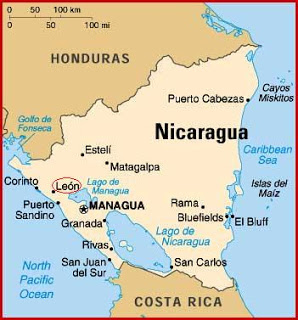 0 50 100 km
0 50 100 mi
HONDURAS
Puerto Cabezas
Cayos
Miskitos
Golfo de
Fonseca
Nicaragua
Estelí
Matagalpa
Caribbean
Sea
Corinto
León
Lago de
Managua
Islas del
Maíz
Puerto
Sandino
MANAGUA
Rama
Granada
Bluefields
El Bluff
Lago de
Nicaragua
Rivas
North
Pacific
Ocean
San Juan
del Sur
San Carlos
COSTA RICA